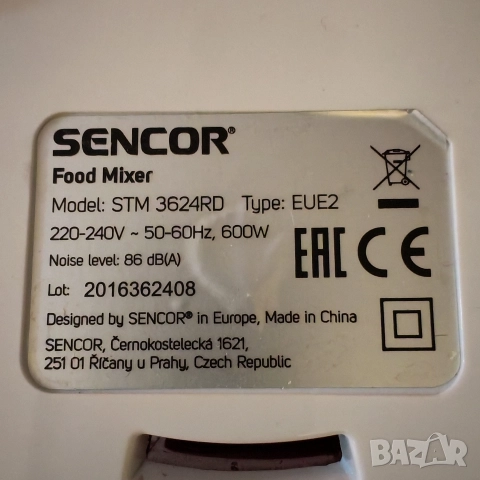 SENCOR®
Food Mixer
Model: STM 3624RD Type: EUE2
220-240V ~ 50-60Hz, 600W
Noise level: 86 dB(A)
Lot: 2016362408
EAC CE
Designed by SENCOR® in Europe, Made in China
SENCOR, Černokostelecká 1621,
251 01 Říčany u Prahy, Czech Republic
BAZAR